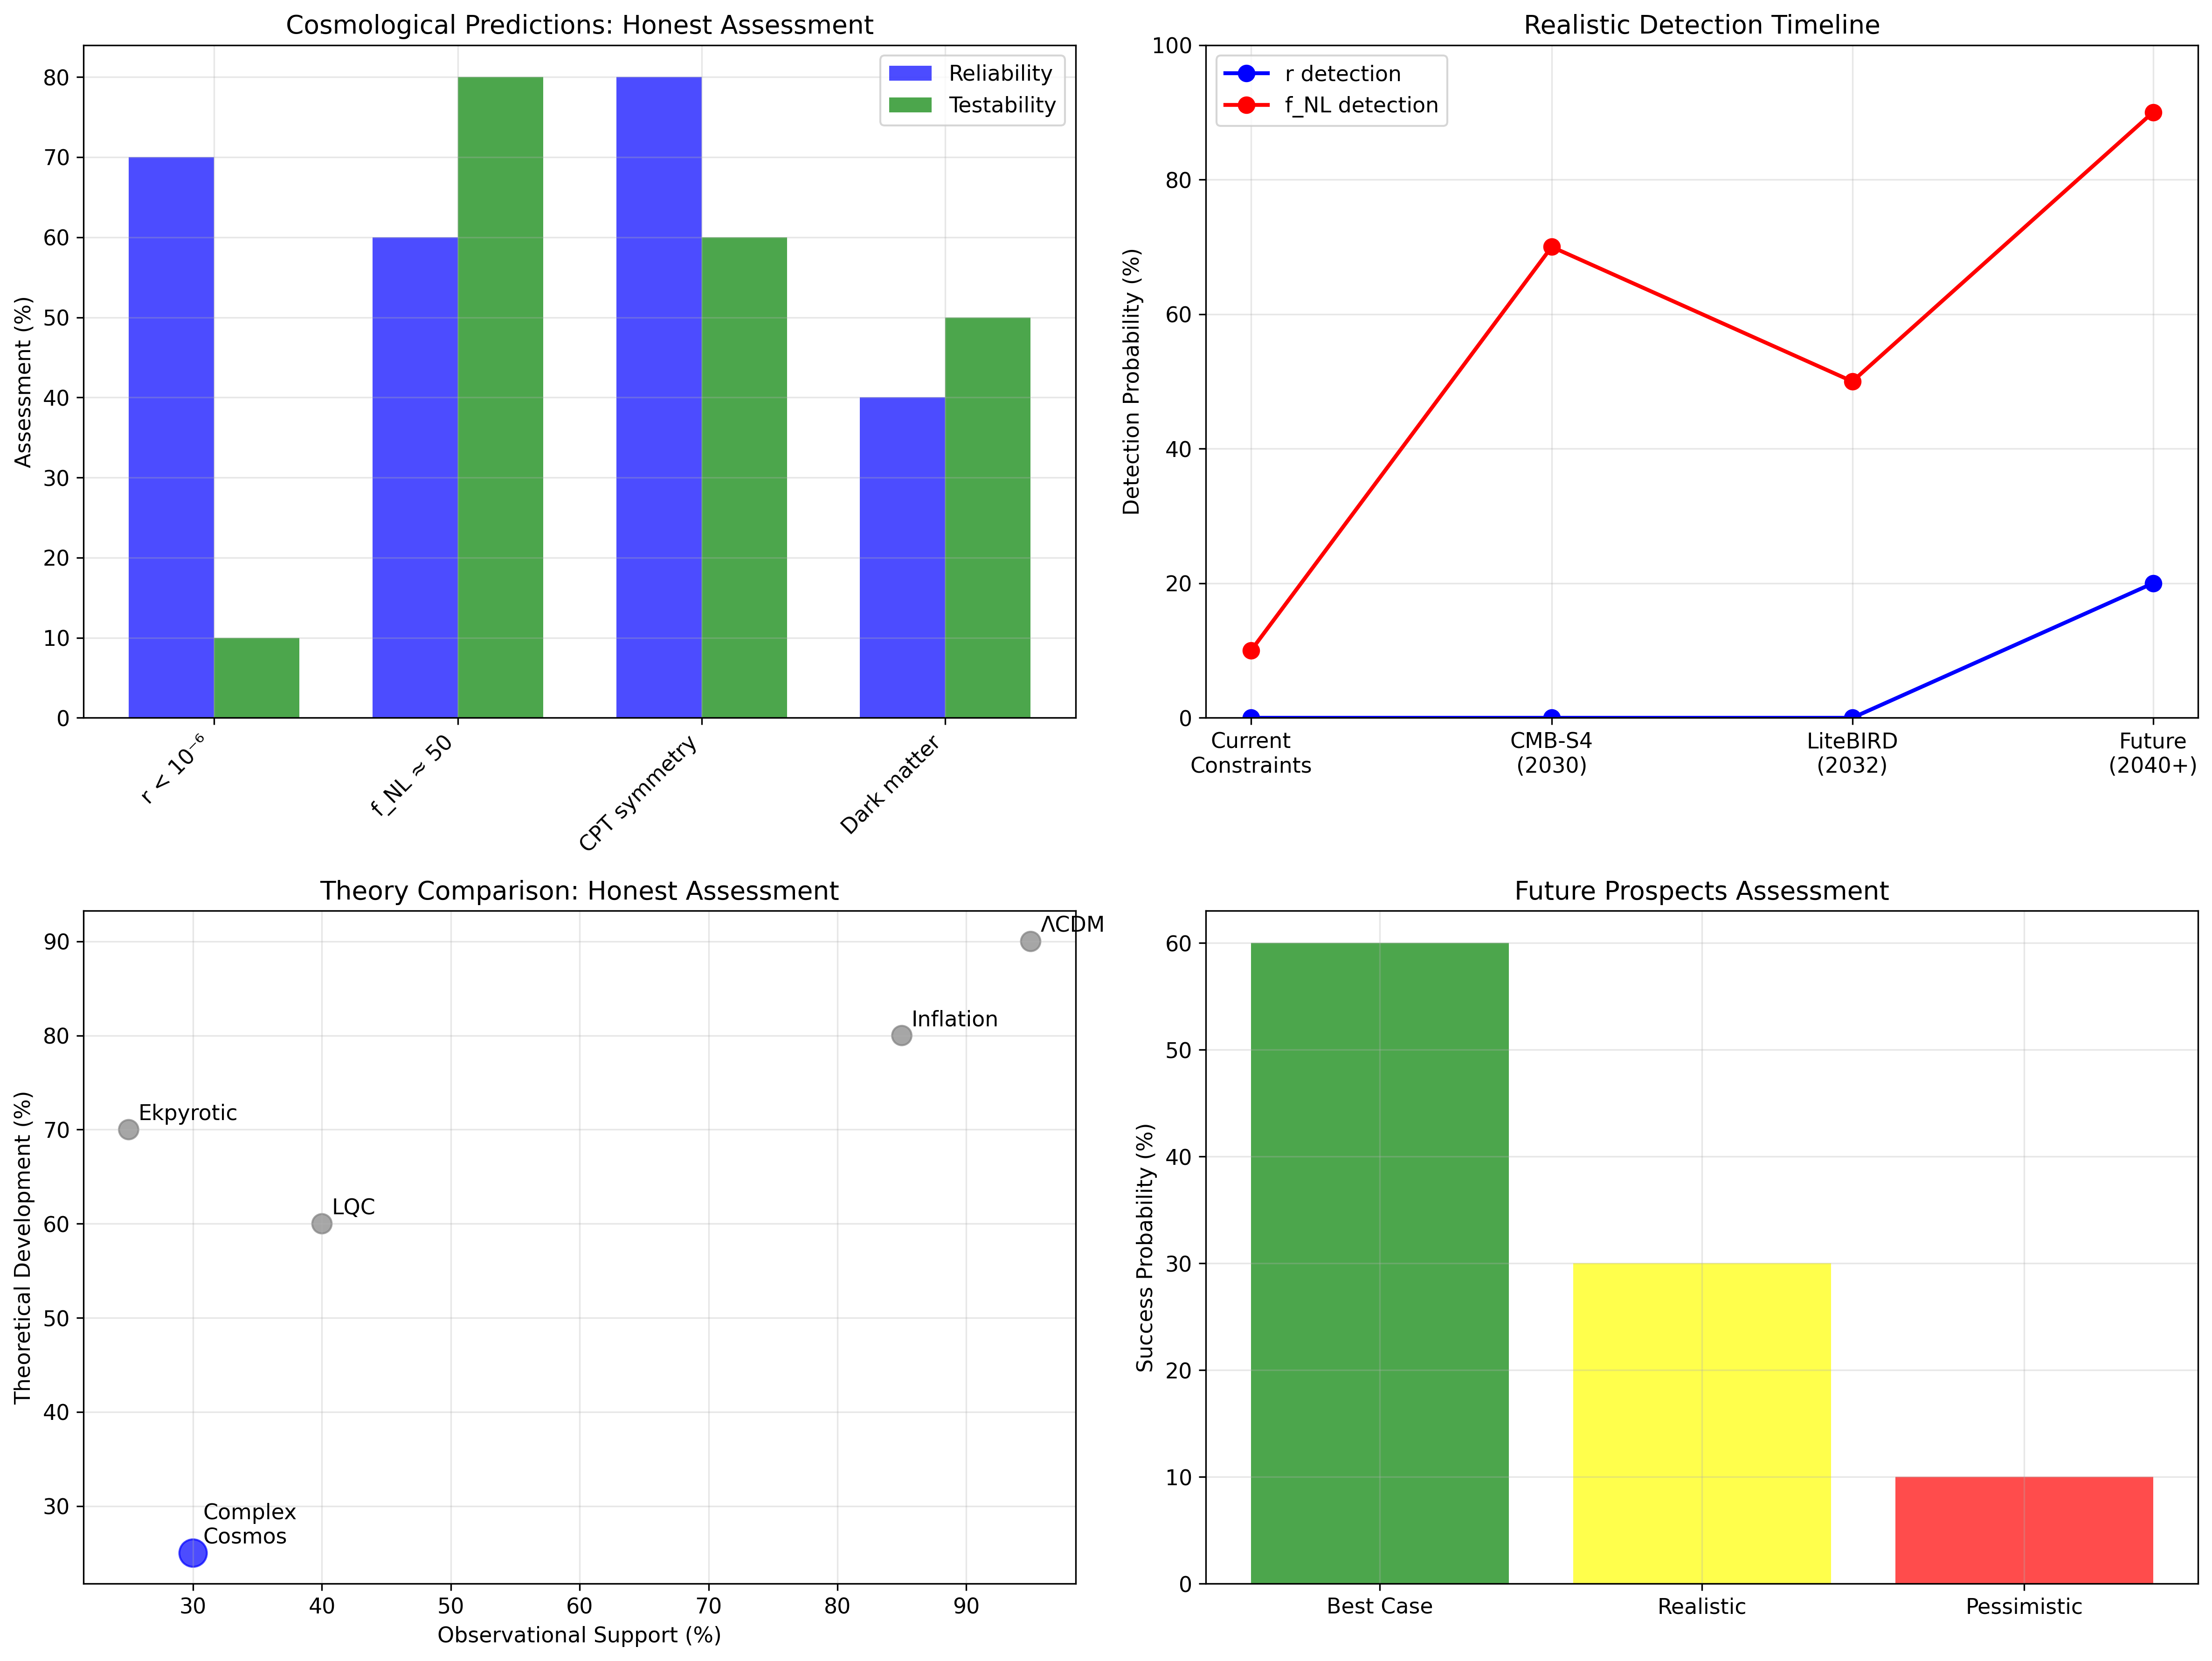 Cosmological Predictions: Honest Assessment
Reliability
Testability
Assessment (%)
80
70
60
50
40
30
20
10
0
r < 10⁻⁶
f_NL ≈ 50
CPT symmetry
Dark matter
Realistic Detection Timeline
r detection
f_NL detection
Detection Probability (%)
100
80
60
40
20
0
Current
Constraints
CMB-S4
(2030)
LiteBIRD
(2032)
Future
(2040+)
Theory Comparison: Honest Assessment
Theoretical Development (%)
90
80
70
60
50
40
30
ΛCDM
Inflation
Ekpyrotic
LQC
Complex
Cosmos
30
40
50
60
70
80
90
Observational Support (%)
Future Prospects Assessment
Success Probability (%)
60
50
40
30
20
10
0
Best Case
Realistic
Pessimistic